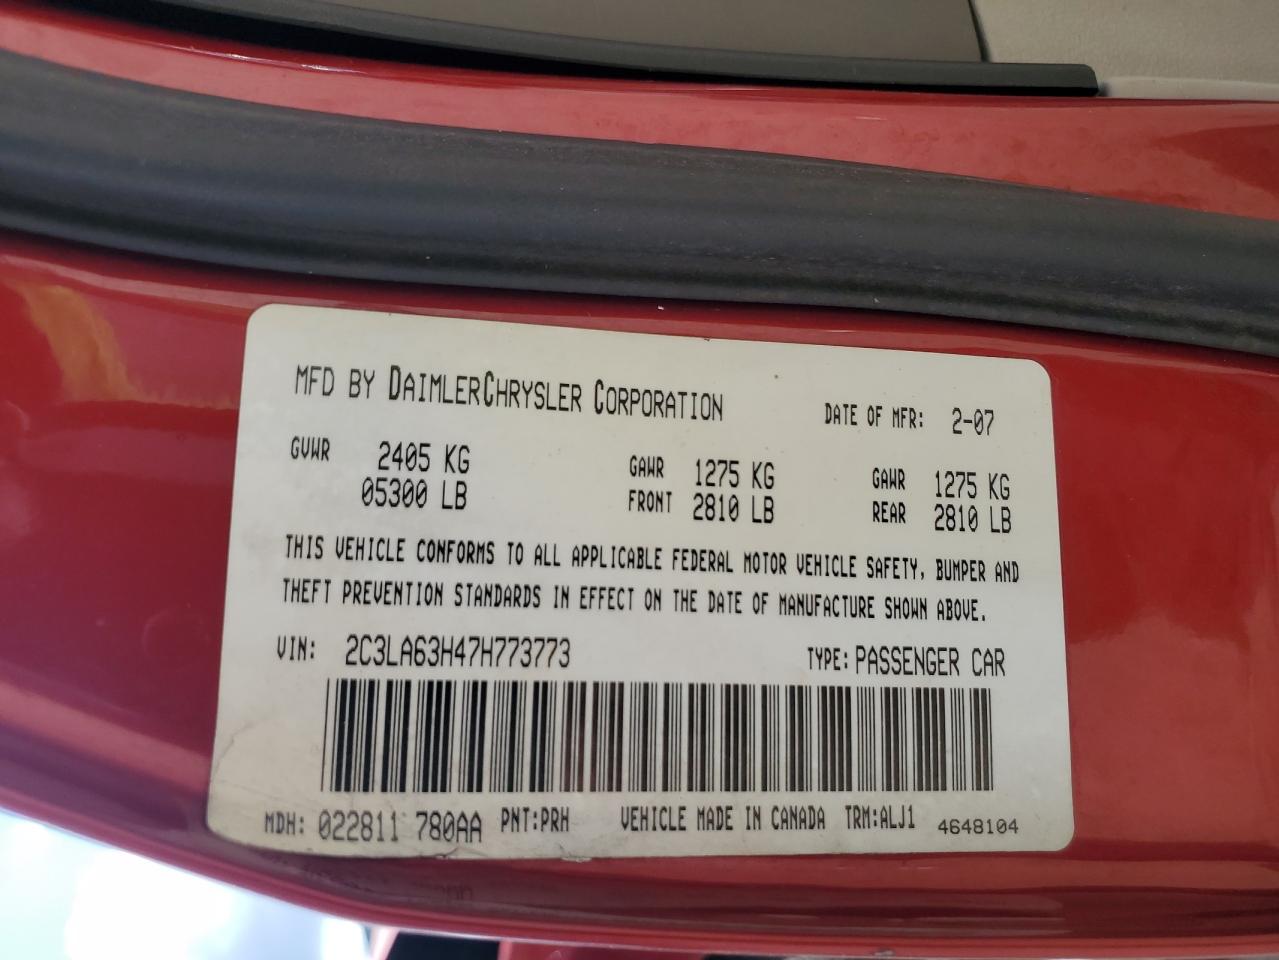 MFD BY DAIMLERCHRYSLER CORPORATION DATE OF MFR: 2-07
GVWR 2405 KG GAWR 1275 KG GAWR 1275 KG
05300 LB FRONT 2810 LB REAR 2810 LB
THIS VEHICLE CONFORMS TO ALL APPLICABLE FEDERAL MOTOR VEHICLE SAFETY, BUMPER AND
THEFT PREVENTION STANDARDS IN EFFECT ON THE DATE OF MANUFACTURE SHOWN ABOVE.
VIN: 2C3LA63H47H773773 TYPE: PASSENGER CAR
MDH: 022811 780AA PNT:PRH VEHICLE MADE IN CANADA TRM:ALJ1 4648104